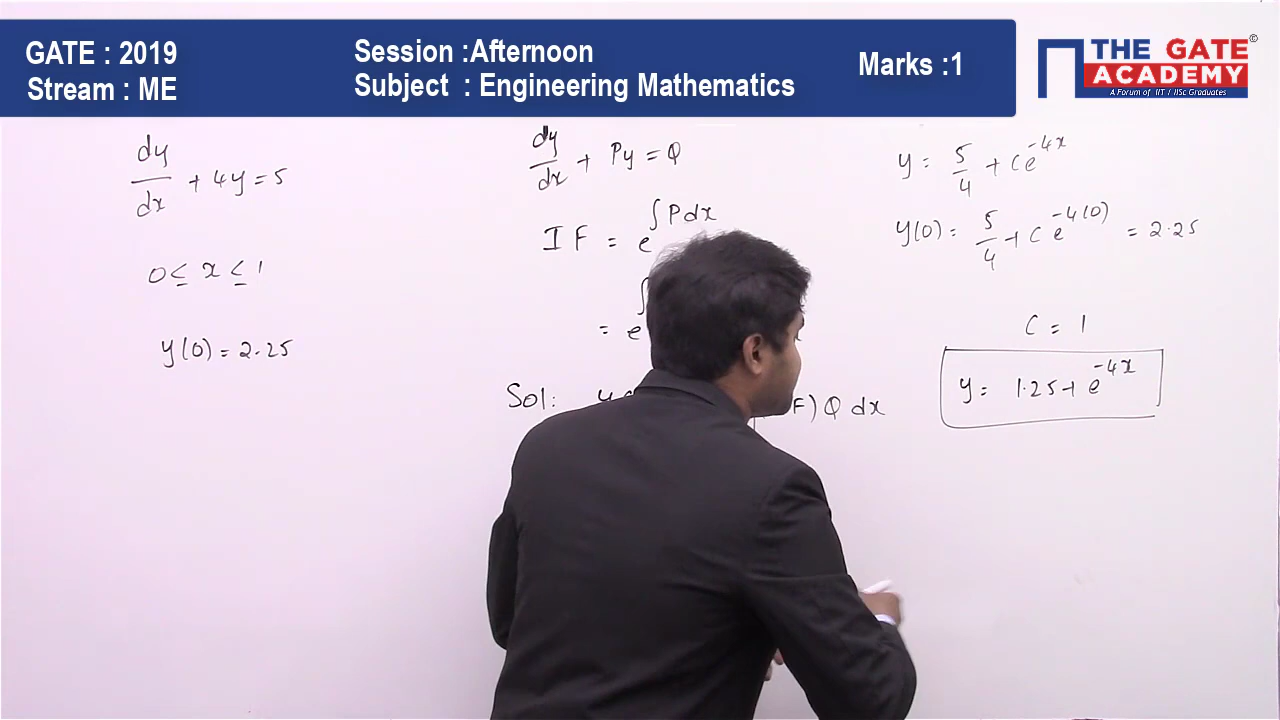 GATE : 2019
Stream : ME
Session :Afternoon
Subject : Engineering Mathematics
Marks :1
THE GATE ©
ACADEMY
A Forum of IIT / IISc Graduates
dy/dx + 4y = 5
0 ≤ x ≤ 1
y(0) = 2.25
dy/dx + Py = Q
IF = e^∫Pdx
= e^∫
Sol:
F) Q dx
y = 5/4 + Ce^-4x
y(0) = 5/4 + C e^-4(0) = 2.25
C = 1
y = 1.25 + e^-4x